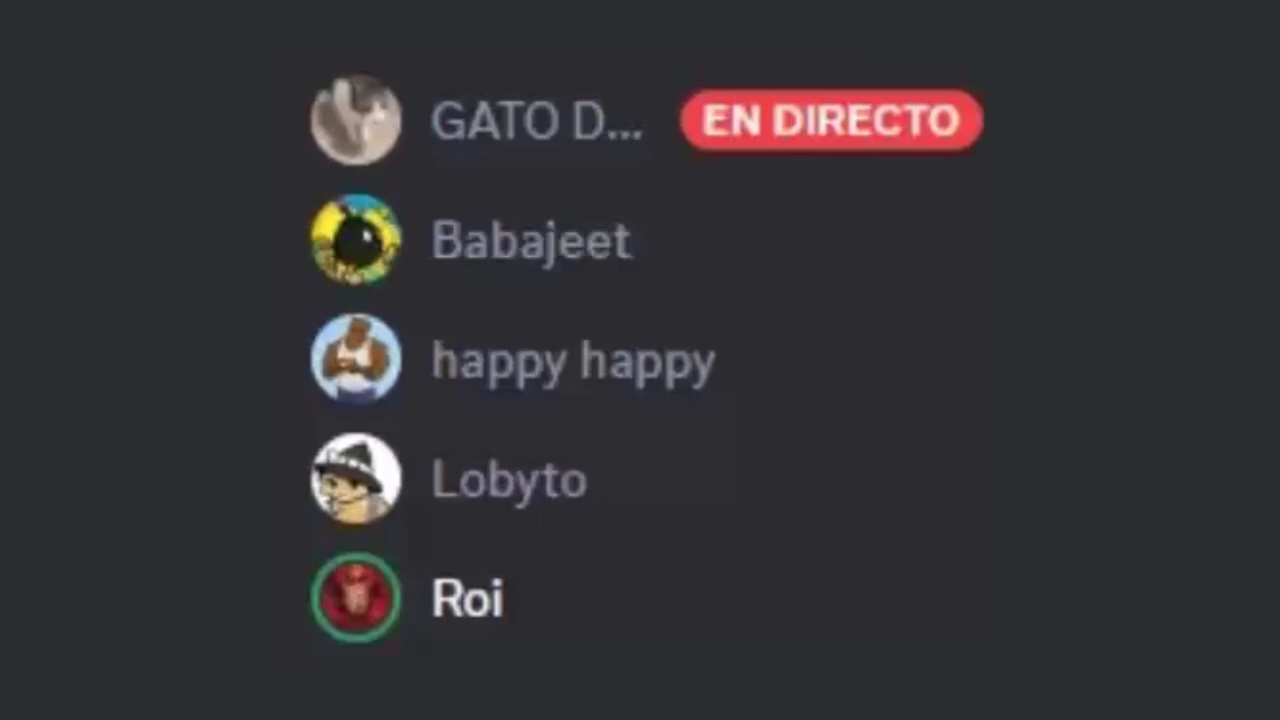 GATO D... EN DIRECTO
Babajeet
happy happy
Lobyto
Roi